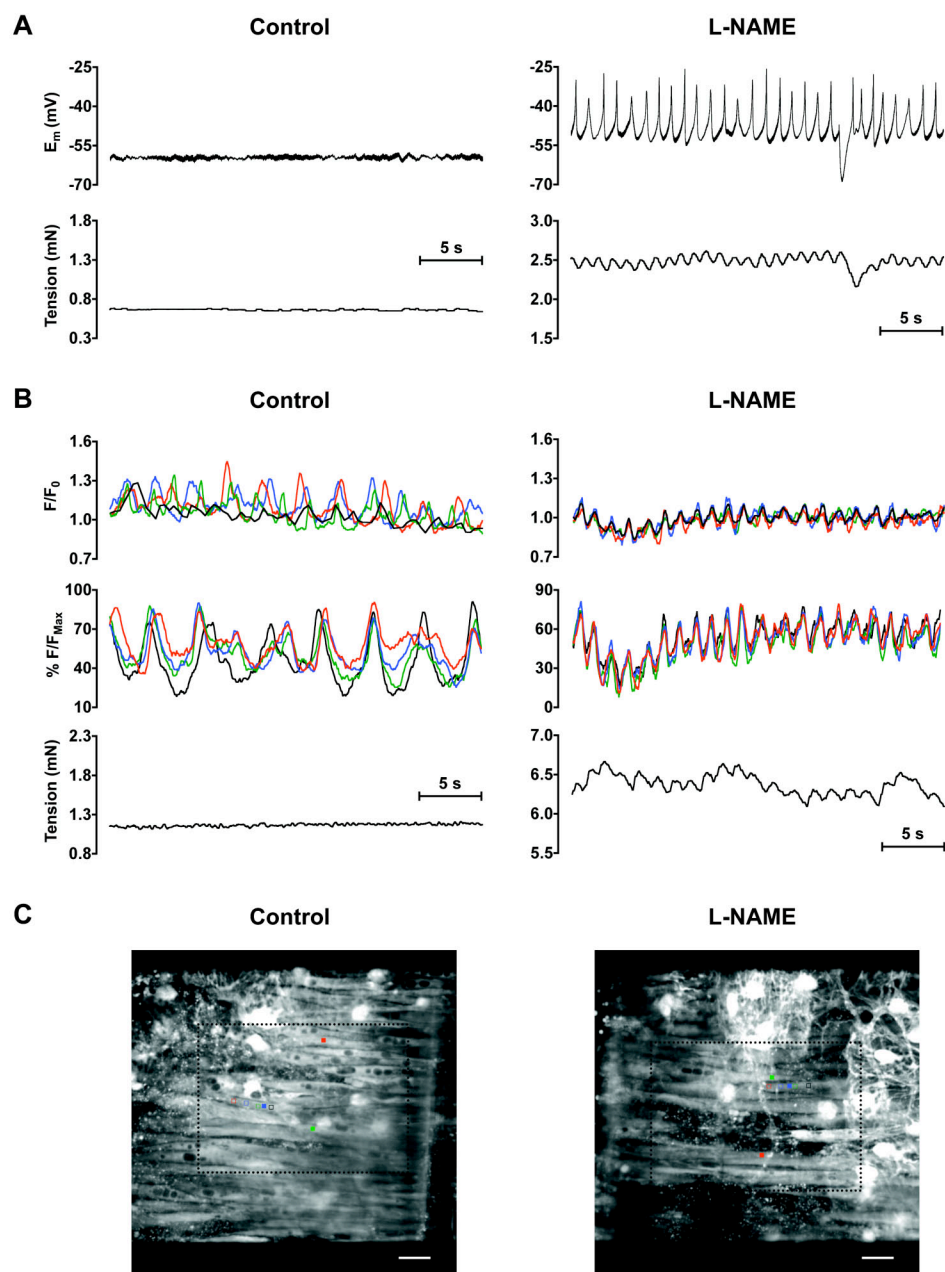 A
Control
L-NAME
Em (mV)
-25
-40
-55
-70
-25
-40
-55
-70
Tension (mN)
1.8
1.3
0.8
0.3
5 s
3.0
2.5
2.0
1.5
5 s
B
Control
L-NAME
F/F0
1.6
1.3
1.0
0.7
1.6
1.3
1.0
0.7
% F/FMax
100
70
40
10
90
60
30
0
Tension (mN)
2.3
1.8
1.3
0.8
5 s
7.0
6.5
6.0
5.5
5 s
C
Control
L-NAME